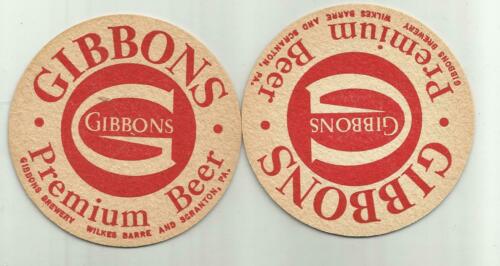 GIBBONS
GIBBONS
• Premium Beer •
GIBBONS BREWERY WILKES BARRE AND SCRANTON, PA.
GIBBONS
GIBBONS
• Premium Beer •
GIBBONS BREWERY WILKES BARRE AND SCRANTON, PA.